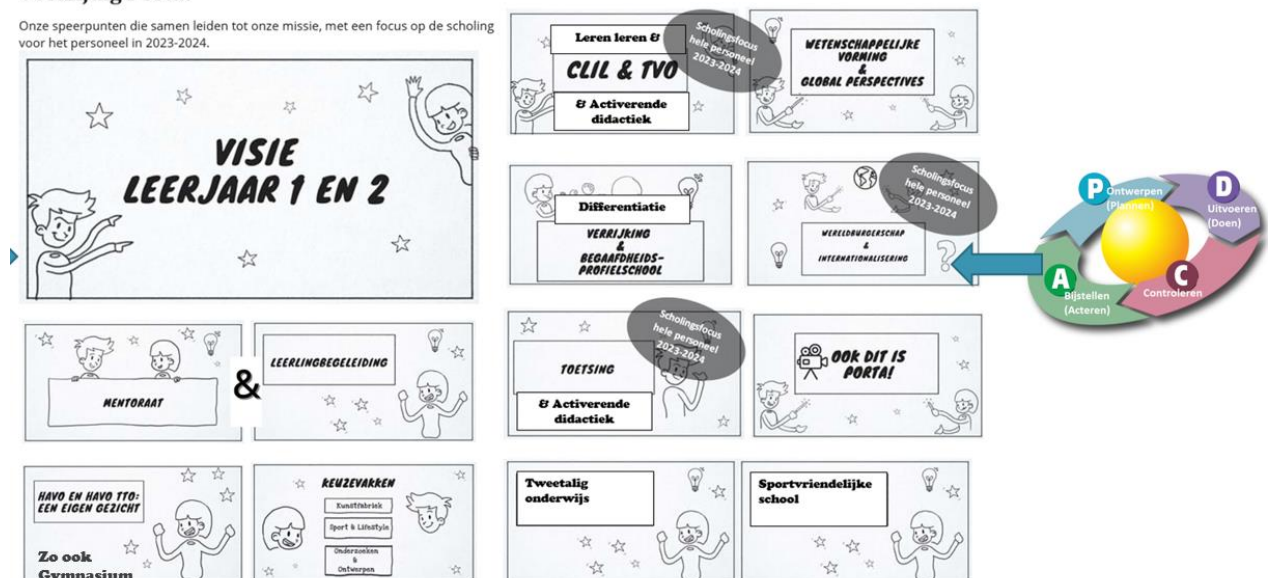 Onze speerpunten die samen leiden tot onze missie, met een focus op de scholing
voor het personeel in 2023-2024.
VISIE
LEERJAAR 1 EN 2
MENTORAAT
&
LEERLINGBEGELEIDING
HAVO EN HAVO TTO:
EEN EIGEN GEZICHT
Zo ook
Gymnasium
KEUZEVAKKEN
Kunstfabriek
Sport & Lifestyle
Onderzoeken
&
Ontwerpen
Leren leren &
CLIL & TVO
& Activerende
didactiek
Scholingsfocus
hele personeel
2023-2024
WETENSCHAPPELIJKE
VORMING
&
GLOBAL PERSPECTIVES
Differentiatie
VERRIJKING
&
BEGAAFDHEIDS-
PROFIELSCHOOL
Scholingsfocus
hele personeel
2023-2024
WERELDBURGERSCHAP
&
INTERNATIONALISERING
TOETSING
& Activerende
didactiek
Scholingsfocus
hele personeel
2023-2024
OOK DIT IS
PORTA!
Tweetalig
onderwijs
Sportvriendelijke
school
P
Ontwerpen
(Plannen)
D
Uitvoeren
(Doen)
A
Bijstellen
(Acteren)
C
Controleren